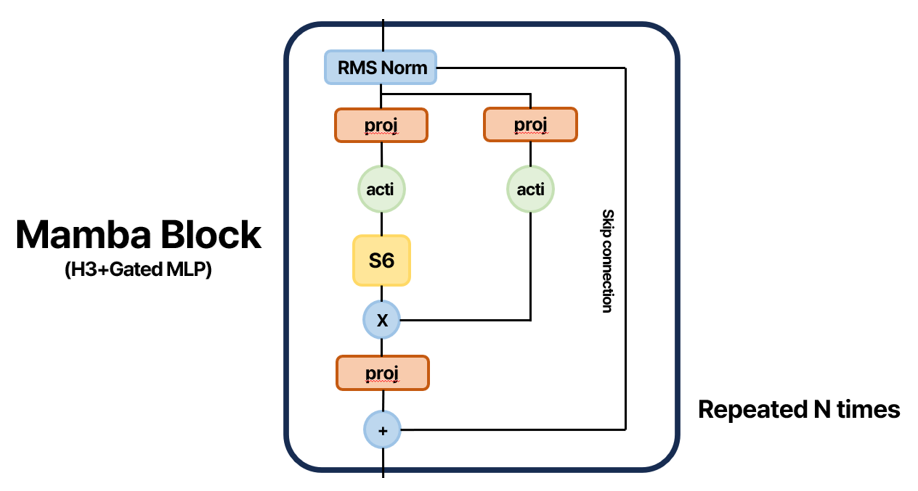 RMS Norm
proj
proj
acti
acti
Mamba Block
(H3+Gated MLP)
S6
Skip connection
X
proj
Repeated N times
+